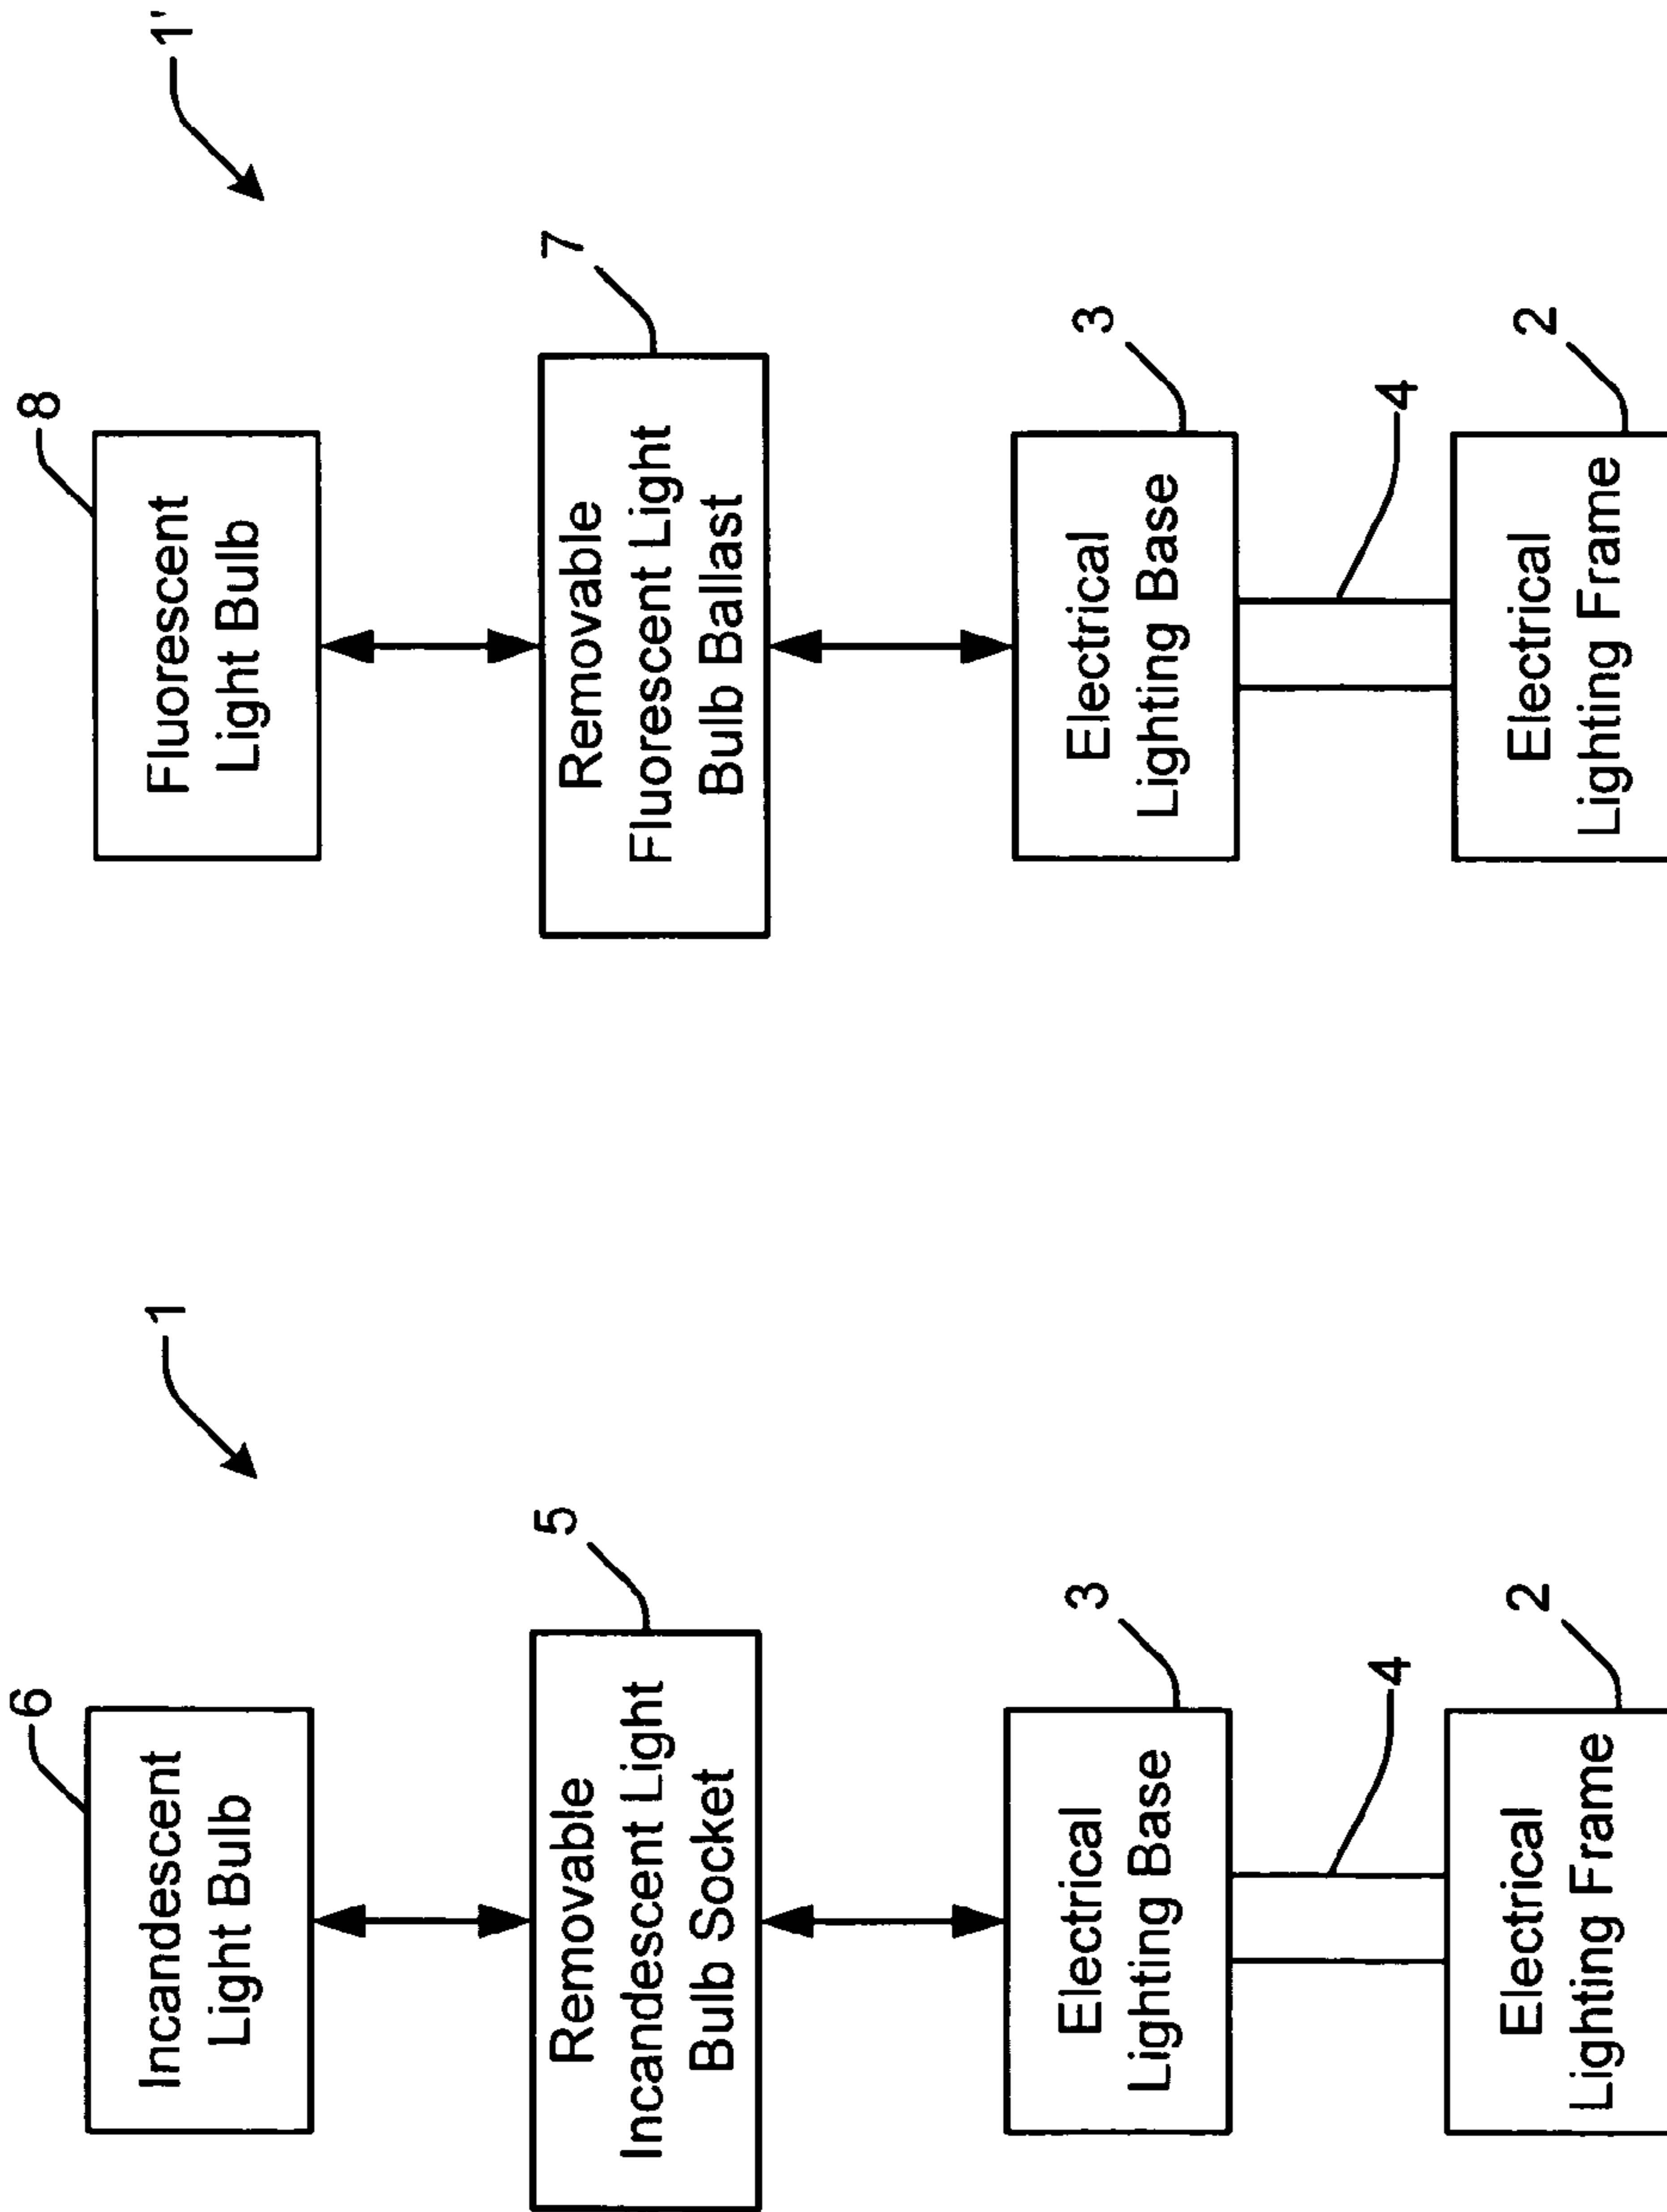 1
6
Incandescent
Light Bulb
5
Removable
Incandescent Light
Bulb Socket
3
Electrical
Lighting Base
4
2
Electrical
Lighting Frame
1'
8
Fluorescent
Light Bulb
7
Removable
Fluorescent Light
Bulb Ballast
3
Electrical
Lighting Base
4
2
Electrical
Lighting Frame